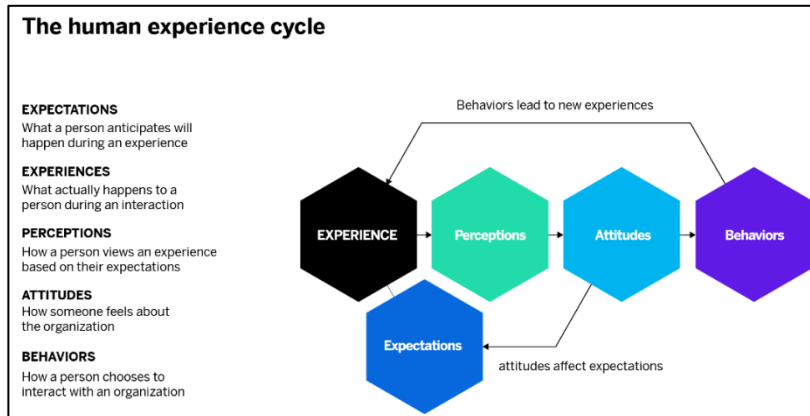 The human experience cycle
EXPECTATIONS
What a person anticipates will
happen during an experience
EXPERIENCES
What actually happens to a
person during an interaction
PERCEPTIONS
How a person views an experience
based on their expectations
ATTITUDES
How someone feels about
the organization
BEHAVIORS
How a person chooses to
interact with an organization
Behaviors lead to new experiences
EXPERIENCE
Perceptions
Attitudes
Behaviors
Expectations
attitudes affect expectations